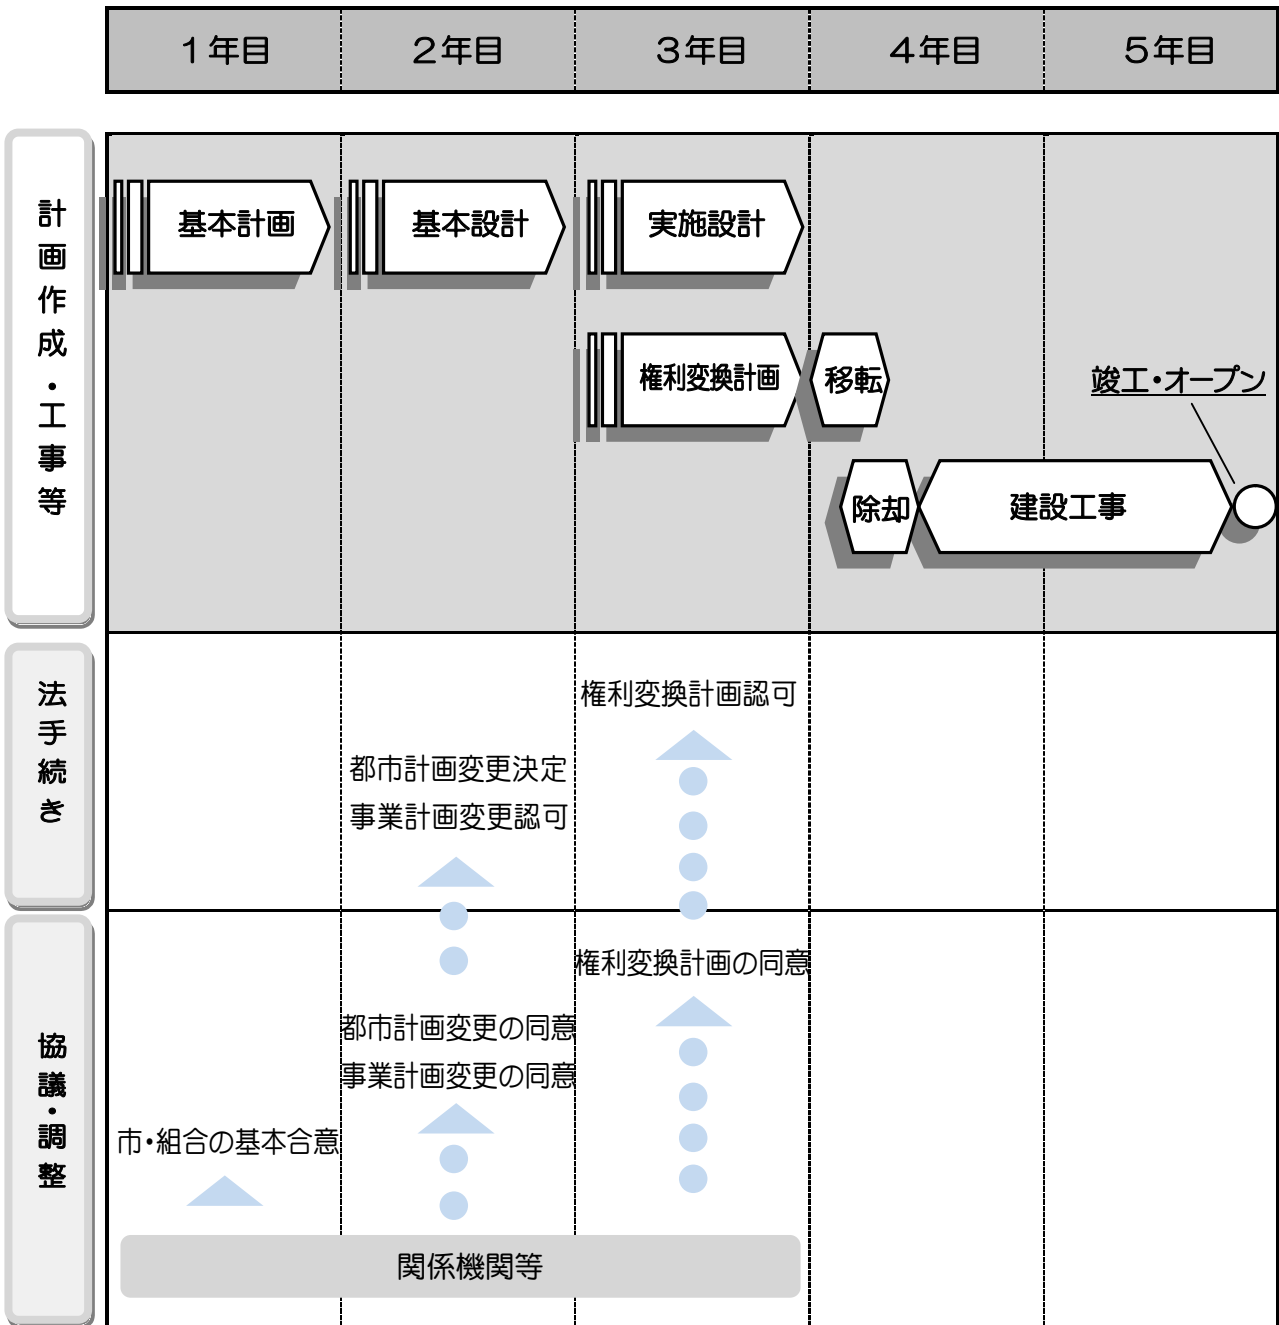 １年目
２年目
３年目
４年目
５年目
計画作成・工事等
基本計画
基本設計
実施設計
権利変換計画
移転
竣工・オープン
除却
建設工事
法手続き
権利変換計画認可
都市計画変更決定
事業計画変更認可
協議・調整
権利変換計画の同意
都市計画変更の同意
事業計画変更の同意
市・組合の基本合意
関係機関等